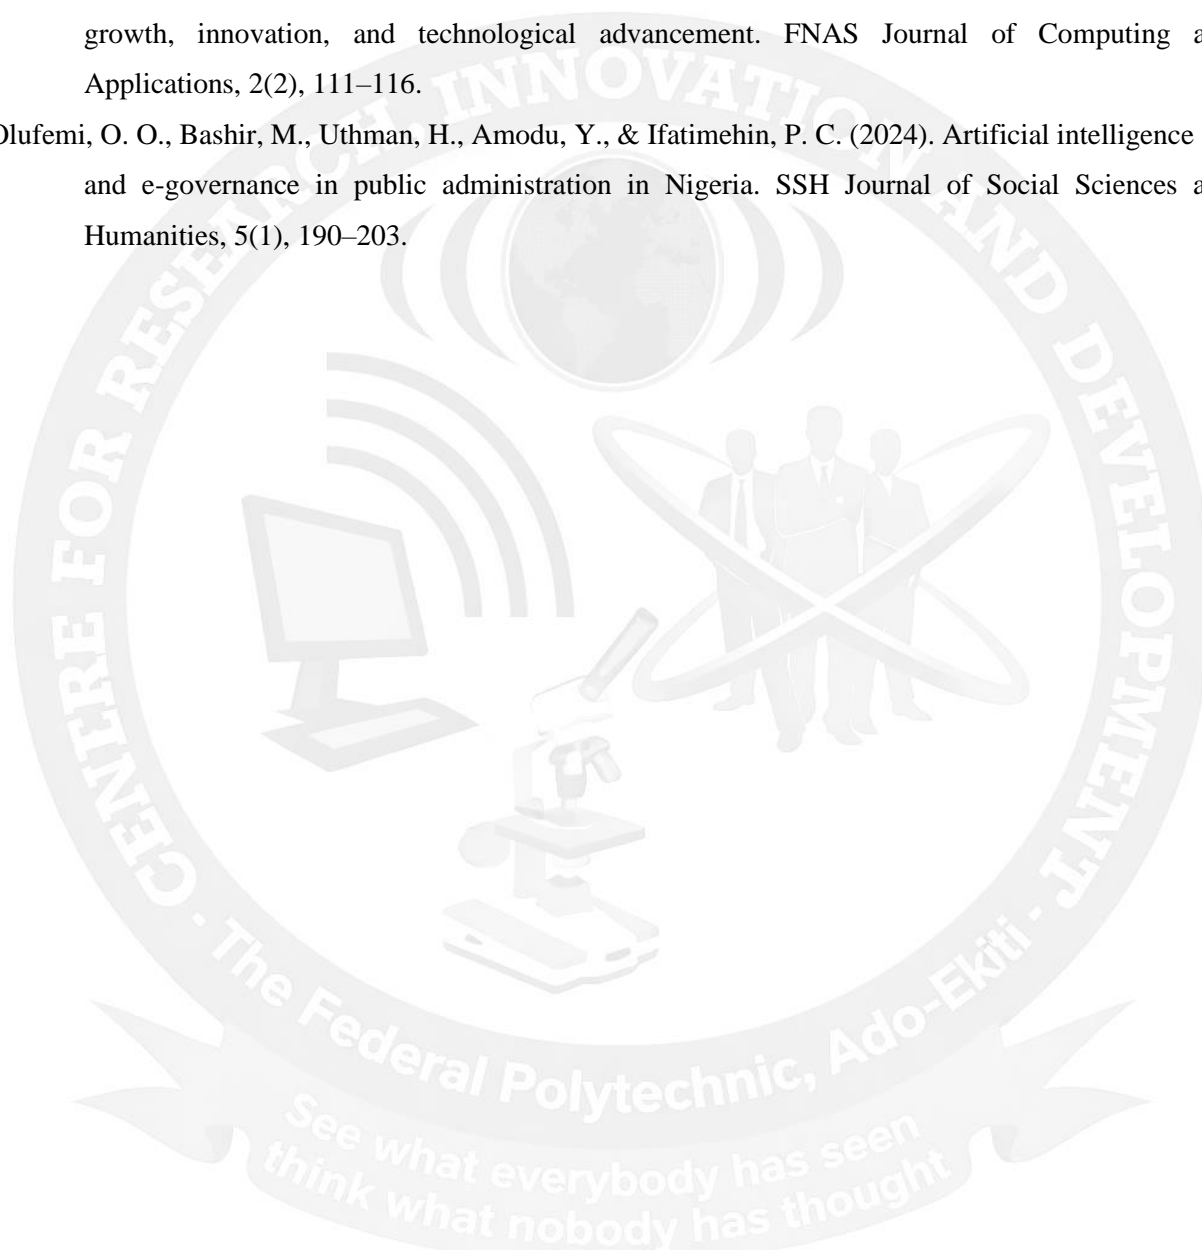 growth, innovation, and technological advancement. FNAS Journal of Computing a
Applications, 2(2), 111–116.
Olufemi, O. O., Bashir, M., Uthman, H., Amodu, Y., & Ifatimehin, P. C. (2024). Artificial intelligence
and e-governance in public administration in Nigeria. SSH Journal of Social Sciences a
Humanities, 5(1), 190–203.
CENTRE FOR RESEARCH, INNOVATION AND DEVELOPMENT
· The Federal Polytechnic, Ado-Ekiti ·
See what everybody has seen
think what nobody has thought